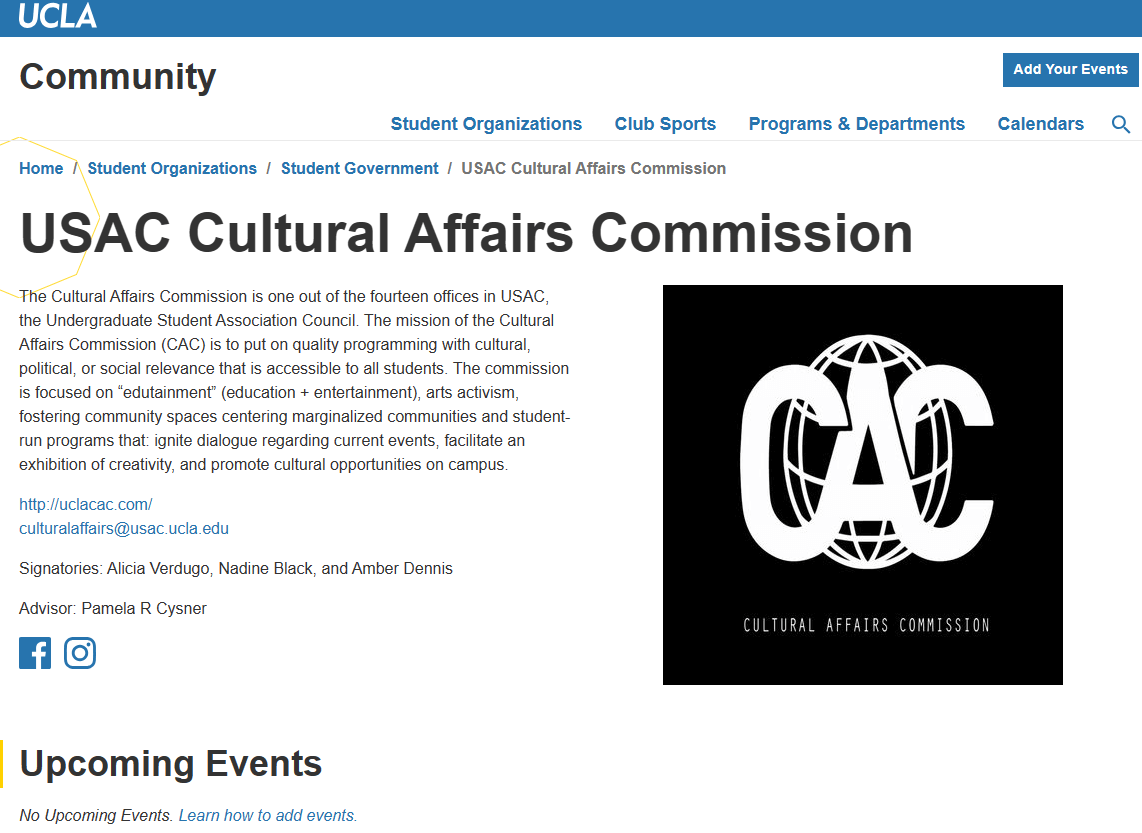 UCLA
Community
Add Your Events
Student Organizations Club Sports Programs & Departments Calendars
Home / Student Organizations / Student Government / USAC Cultural Affairs Commission
USAC Cultural Affairs Commission
The Cultural Affairs Commission is one out of the fourteen offices in USAC,
the Undergraduate Student Association Council. The mission of the Cultural
Affairs Commission (CAC) is to put on quality programming with cultural,
political, or social relevance that is accessible to all students. The commission
is focused on “edutainment” (education + entertainment), arts activism,
fostering community spaces centering marginalized communities and student-
run programs that: ignite dialogue regarding current events, facilitate an
exhibition of creativity, and promote cultural opportunities on campus.
http://uclacac.com/
culturalaffairs@usac.ucla.edu
Signatories: Alicia Verdugo, Nadine Black, and Amber Dennis
Advisor: Pamela R Cysner
CAC
CULTURAL AFFAIRS COMMISSION
Upcoming Events
No Upcoming Events. Learn how to add events.